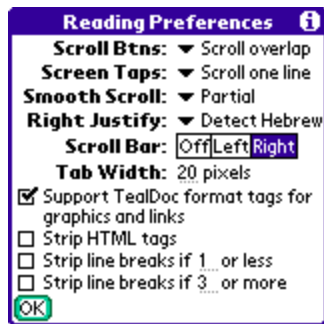 Reading Preferences i
Scroll Btns: Scroll overlap
Screen Taps: Scroll one line
Smooth Scroll: Partial
Right Justify: Detect Hebrew
Scroll Bar: Off Left Right
Tab Width: 20 pixels
Support TealDoc format tags for
graphics and links
Strip HTML tags
Strip line breaks if 1 or less
Strip line breaks if 3 or more
OK